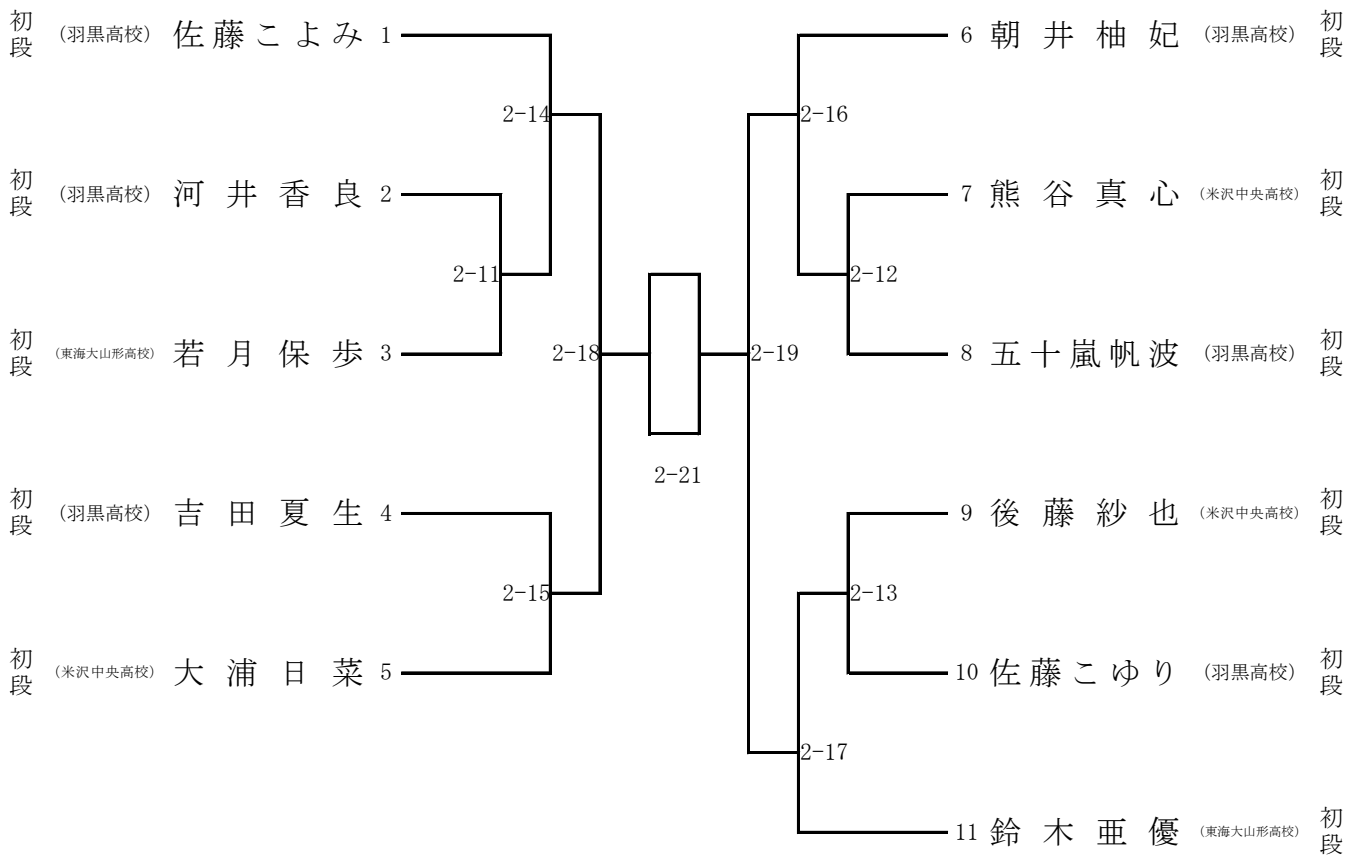 初段 (羽黒高校) 佐藤こよみ 1
6 朝井柚妃 (羽黒高校) 初段
2-14
2-16
初段 (羽黒高校) 河井香良 2
7 熊谷真心 (米沢中央高校) 初段
2-11
2-12
初段 (東海大山形高校) 若月保歩 3
2-18
2-19
8 五十嵐帆波 (羽黒高校) 初段
2-21
初段 (羽黒高校) 吉田夏生 4
9 後藤紗也 (米沢中央高校) 初段
2-15
2-13
初段 (米沢中央高校) 大浦日菜 5
10 佐藤こゆり (羽黒高校) 初段
2-17
11 鈴木亜優 (東海大山形高校) 初段